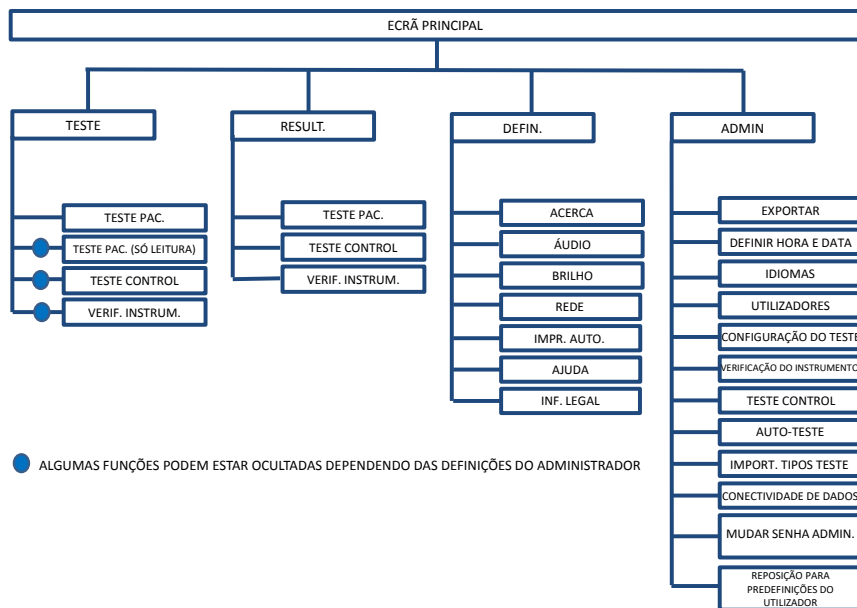 ECRÃ PRINCIPAL
TESTE
TESTE PAC.
TESTE PAC. (SÓ LEITURA)
TESTE CONTROL
VERIF. INSTRUM.
RESULT.
TESTE PAC.
TESTE CONTROL
VERIF. INSTRUM.
DEFIN.
ACERCA
ÁUDIO
BRILHO
REDE
IMPR. AUTO.
AJUDA
INF. LEGAL
ADMIN
EXPORTAR
DEFINIR HORA E DATA
IDIOMAS
UTILIZADORES
CONFIGURAÇÃO DO TESTE
VERIFICAÇÃO DO INSTRUMENTO
TESTE CONTROL
AUTO-TESTE
IMPORT. TIPOS TESTE
CONECTIVIDADE DE DADOS
MUDAR SENHA ADMIN.
REPOSIÇÃO PARA
PREDEFINIÇÕES DO
UTILIZADOR
ALGUMAS FUNÇÕES PODEM ESTAR OCULTADAS DEPENDENDO DAS DEFINIÇÕES DO ADMINISTRADOR